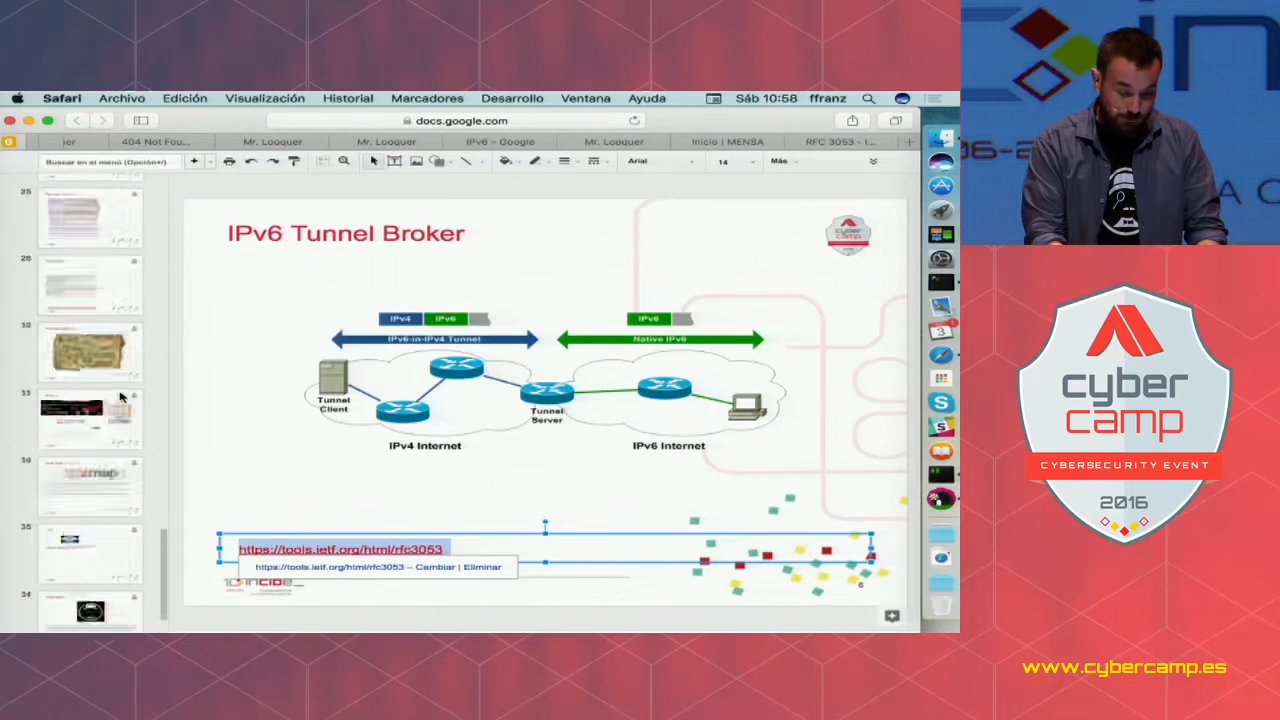 Safari Archivo Edición Visualización Historial Marcadores Desarrollo Ventana Ayuda Sáb 10:58 ffranz
docs.google.com
404 Not Fou... Mr. Looquer Mr. Looquer IPv6 – Google Mr. Looquer Inicio | MENSA RFC 3053 - I...
Buscar en el menú (Opción+/) Arial 14 Más
IPv6 Tunnel Broker
IPv4 IPv6 IPv6
IPv6-in-IPv4 Tunnel Native IPv6
Tunnel
Client
Tunnel
Server
IPv4 Internet IPv6 Internet
https://tools.ietf.org/html/rfc3053
https://tools.ietf.org/html/rfc3053 – Cambiar | Eliminar
6
cyber
camp
CYBERSECURITY EVENT
2016
www.cybercamp.es